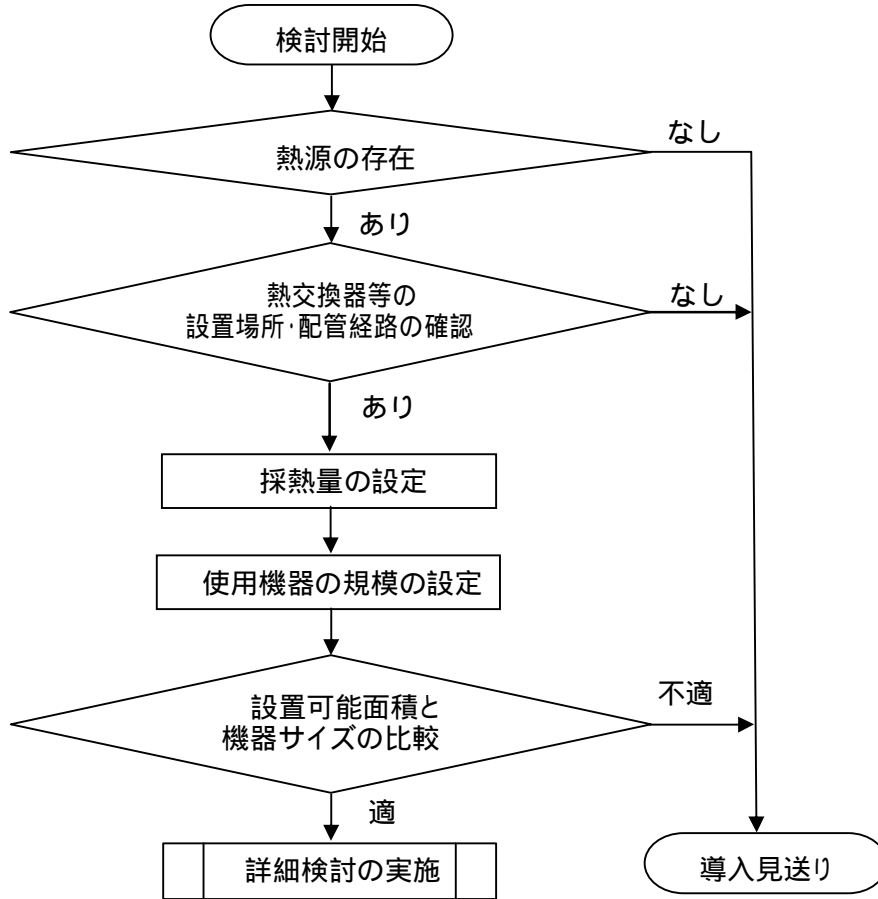 検討開始
熱源の存在
なし
あり
熱交換器等の
設置場所・配管経路の確認
なし
あり
採熱量の設定
使用機器の規模の設定
設置可能面積と
機器サイズの比較
不適
適
詳細検討の実施
導入見送り